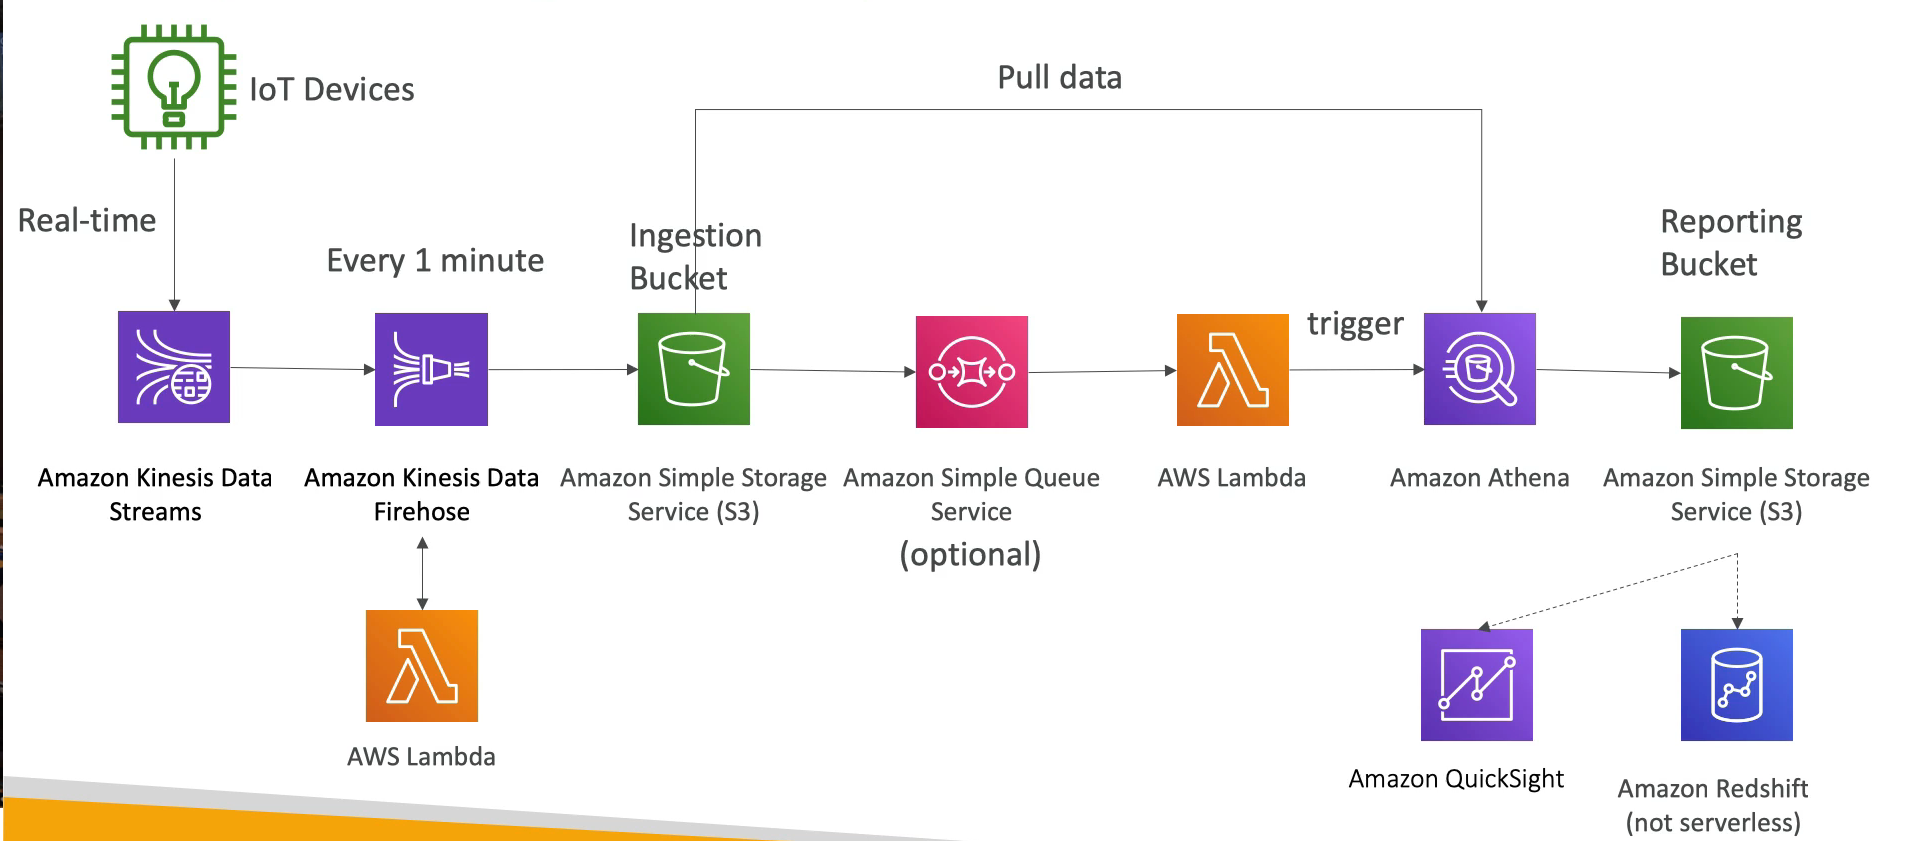 IoT Devices
Pull data
Real-time
Every 1 minute
Ingestion
Bucket
trigger
Reporting
Bucket
Amazon Kinesis Data
Streams
Amazon Kinesis Data
Firehose
Amazon Simple Storage
Service (S3)
Amazon Simple Queue
Service
(optional)
AWS Lambda
Amazon Athena
Amazon Simple Storage
Service (S3)
AWS Lambda
Amazon QuickSight
Amazon Redshift
(not serverless)